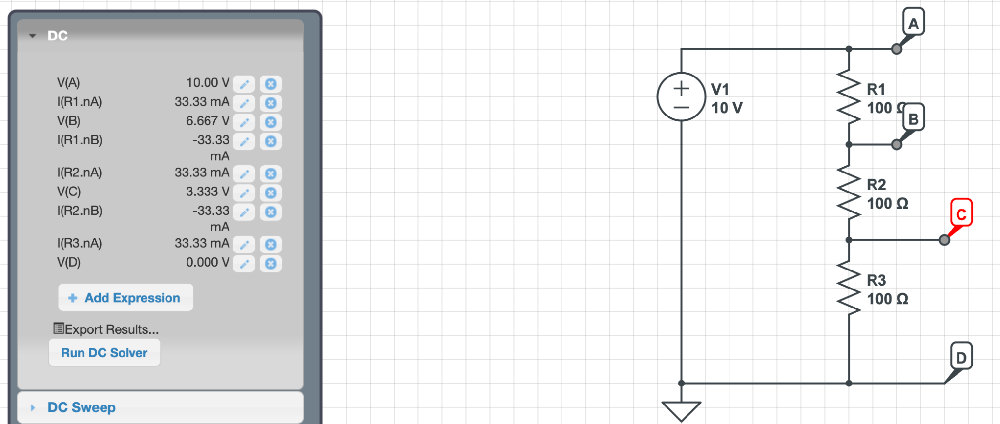 DC
V(A) 10.00 V
I(R1.nA) 33.33 mA
V(B) 6.667 V
I(R1.nB) -33.33
mA
I(R2.nA) 33.33 mA
V(C) 3.333 V
I(R2.nB) -33.33
mA
I(R3.nA) 33.33 mA
V(D) 0.000 V
+ Add Expression
Export Results...
Run DC Solver
DC Sweep
A
V1
10 V
R1
100 Ω
B
R2
100 Ω
C
R3
100 Ω
D